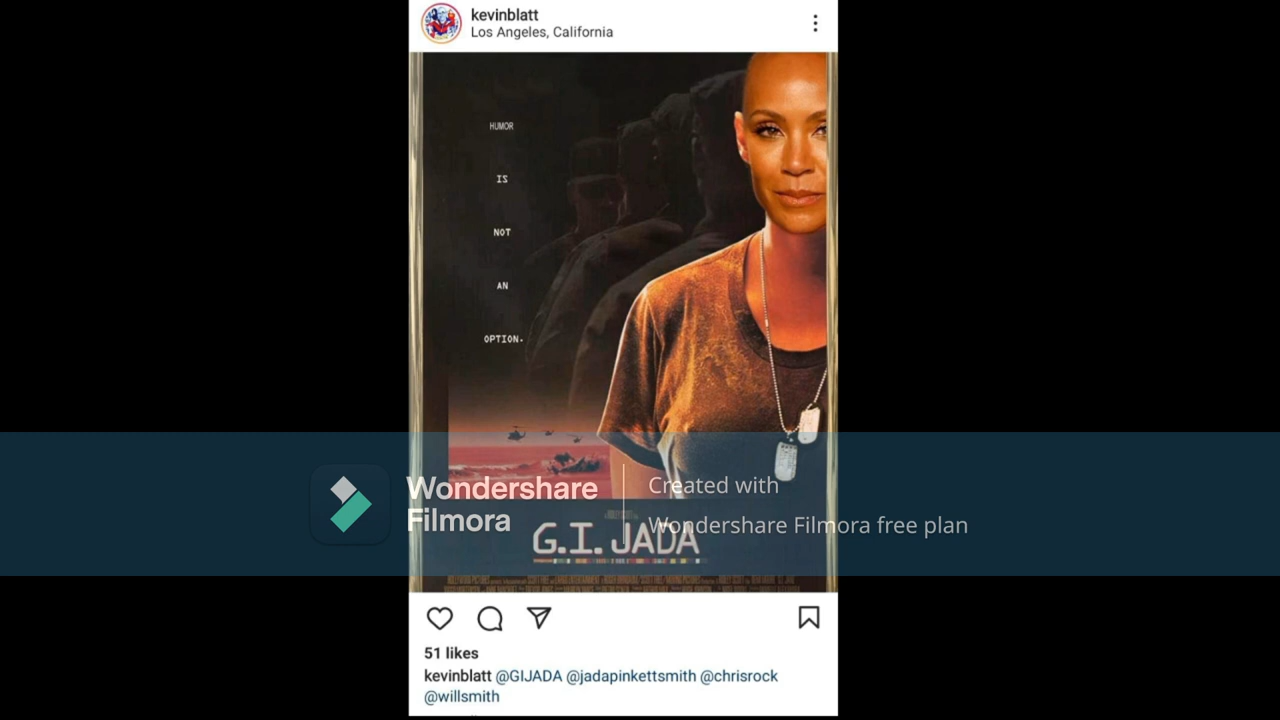 kevinblatt
Los Angeles, California
HUMOR
IS
NOT
AN
OPTION.
Wondershare
Filmora
Created with
Wondershare Filmora free plan
G.I. JADA
51 likes
kevinblatt @GIJADA @jadapinkettsmith @chrisrock
@willsmith